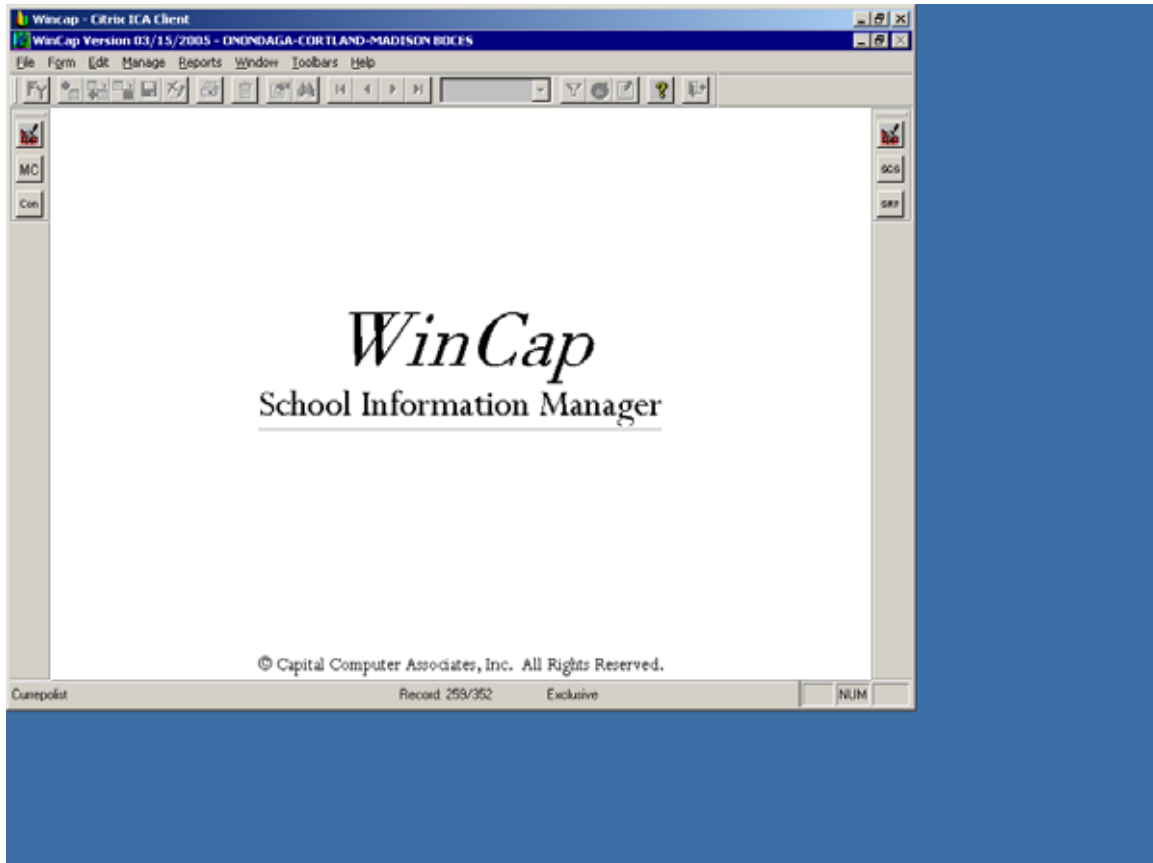 Wincap - Citrix ICA Client
WinCap Version 03/15/2005 - ONONDAGA-CORTLAND-MADISON BOCES
File Form Edit Manage Reports Window Toolbars Help
FY
MC
Con
SCG
SRF
WinCap
School Information Manager
© Capital Computer Associates, Inc. All Rights Reserved.
Currepolist Record: 259/352 Exclusive NUM